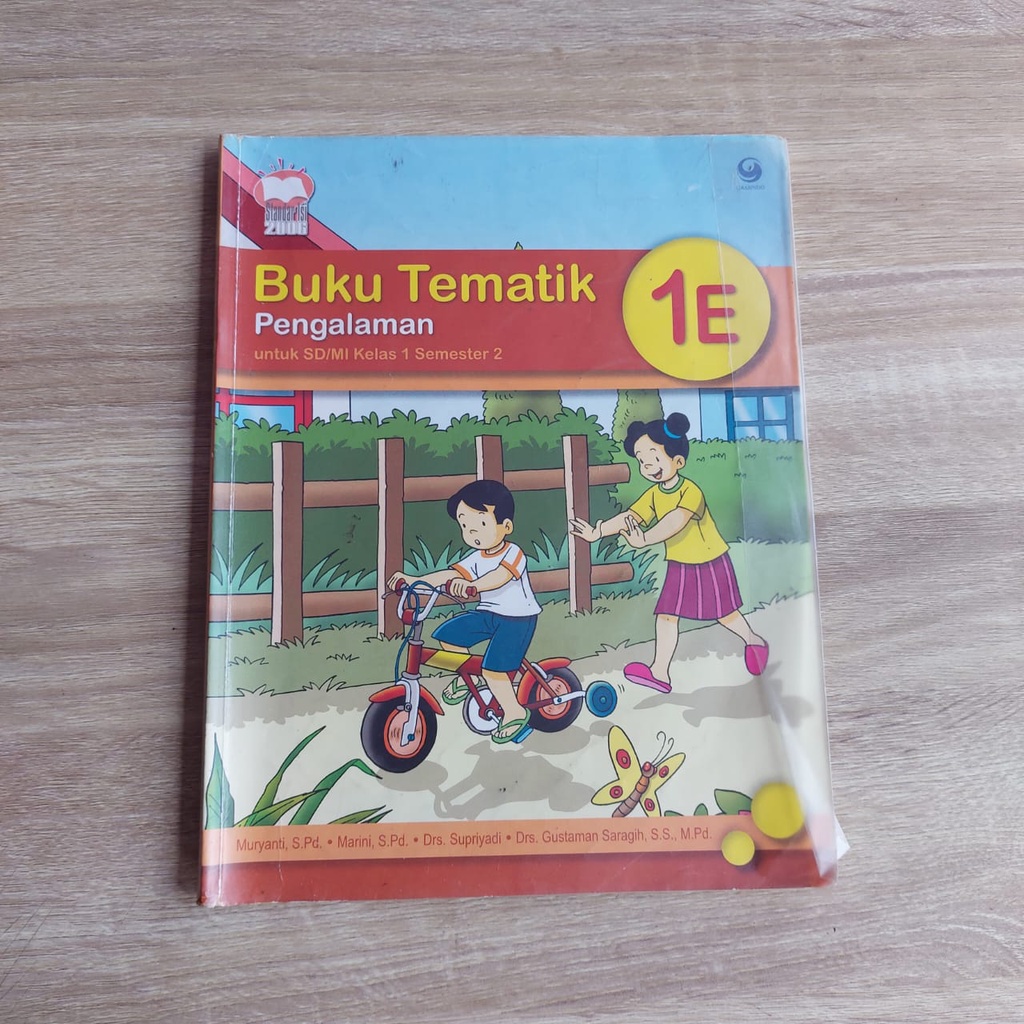 Standar Isi
2006
Buku Tematik
Pengalaman
untuk SD/MI Kelas 1 Semester 2
1E
Muryanti, S.Pd. • Marini, S.Pd. • Drs. Supriyadi • Drs. Gustaman Saragih, S.S., M.Pd.